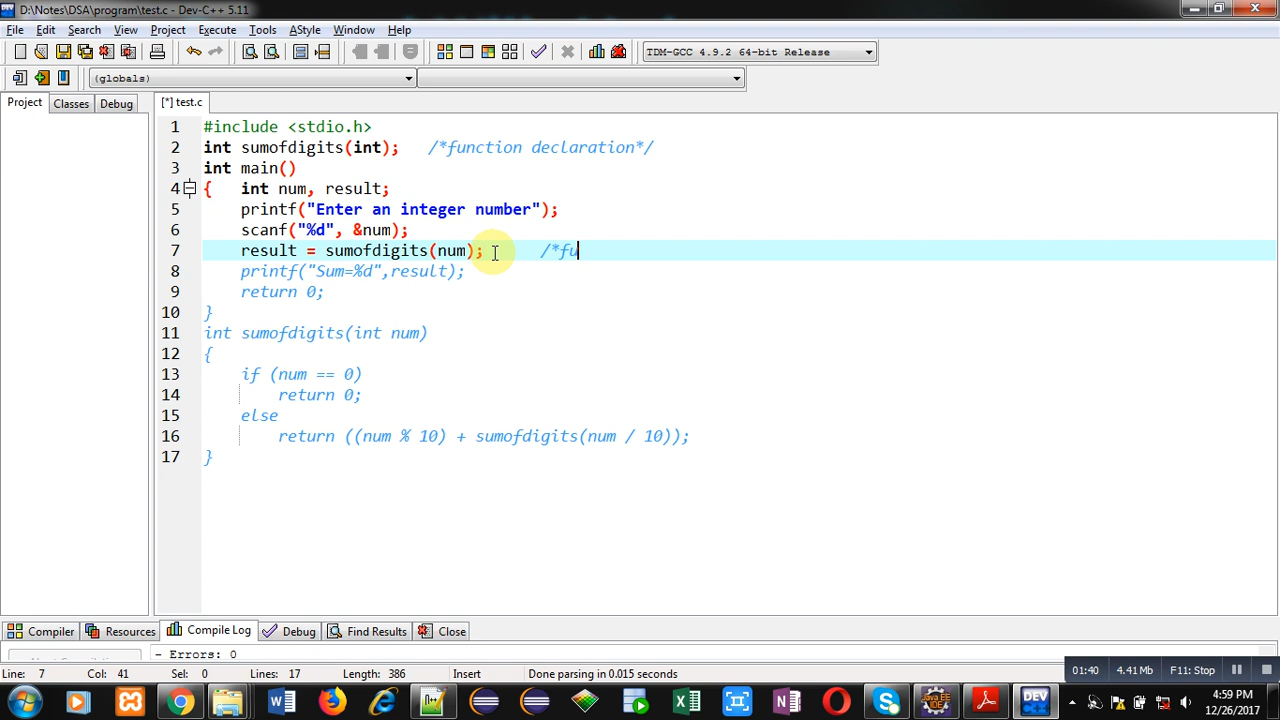 D:\Notes\DSA\program\test.c - Dev-C++ 5.11
File Edit Search View Project Execute Tools AStyle Window Help
TDM-GCC 4.9.2 64-bit Release
(globals)
Project Classes Debug [*] test.c
1 #include <stdio.h>
2 int sumofdigits(int); /*function declaration*/
3 int main()
4 { int num, result;
5 printf("Enter an integer number");
6 scanf("%d", &num);
7 result = sumofdigits(num); /*fu
8 printf("Sum=%d",result);
9 return 0;
10 }
11 int sumofdigits(int num)
12 {
13 if (num == 0)
14 return 0;
15 else
16 return ((num % 10) + sumofdigits(num / 10));
17 }
Compiler Resources Compile Log Debug Find Results Close
- Errors: 0
Line: 7 Col: 41 Sel: 0 Lines: 17 Length: 386 Insert Done parsing in 0.015 seconds
01:40 4.41 Mb F11: Stop
4:59 PM
12/26/2017